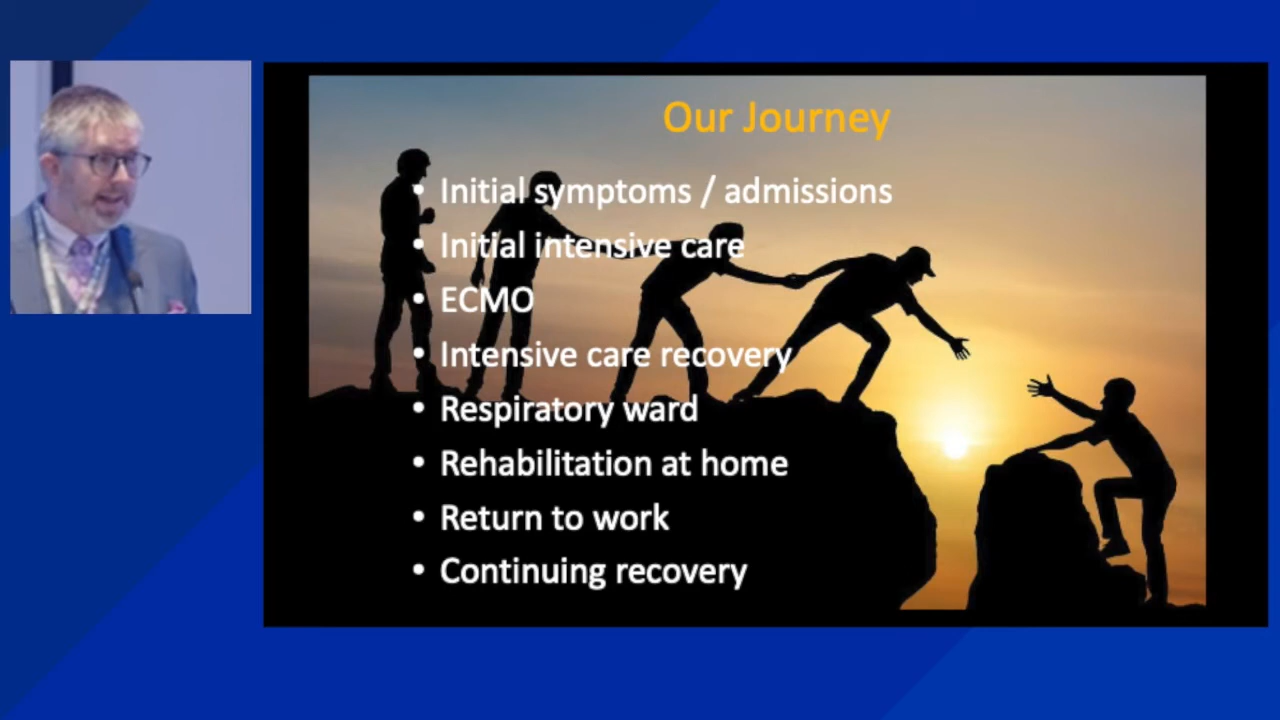 Our Journey
• Initial symptoms / admissions
• Initial intensive care
• ECMO
• Intensive care recovery
• Respiratory ward
• Rehabilitation at home
• Return to work
• Continuing recovery